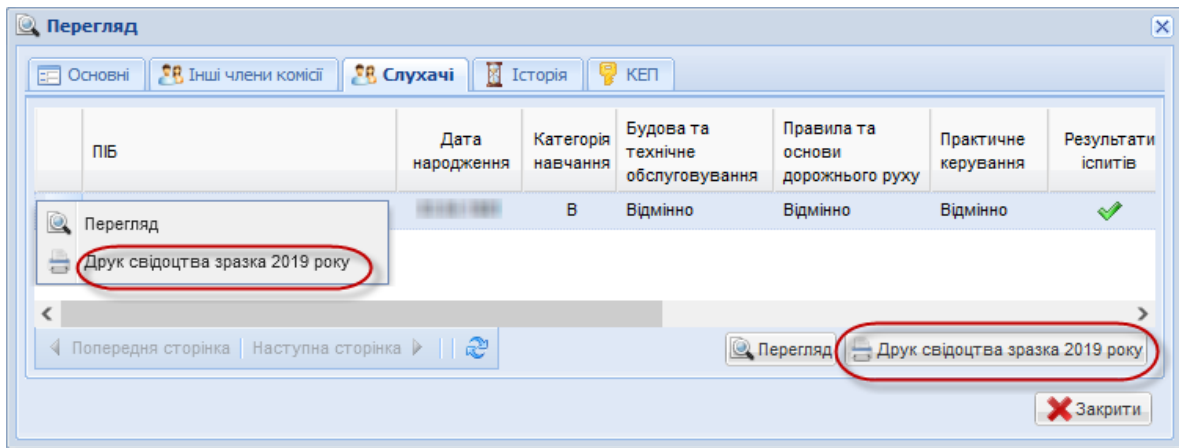 Перегляд
Основні Інші члени комісії Слухачі Історія КЕП
ПІБ
Дата
народження
Категорія
навчання
Будова та
технічне
обслуговування
Правила та
основи
дорожнього руху
Практичне
керування
Результати
іспитів
В Відмінно Відмінно Відмінно
Перегляд
Друк свідоцтва зразка 2019 року
Попередня сторінка Наступна сторінка Перегляд Друк свідоцтва зразка 2019 року
Закрити